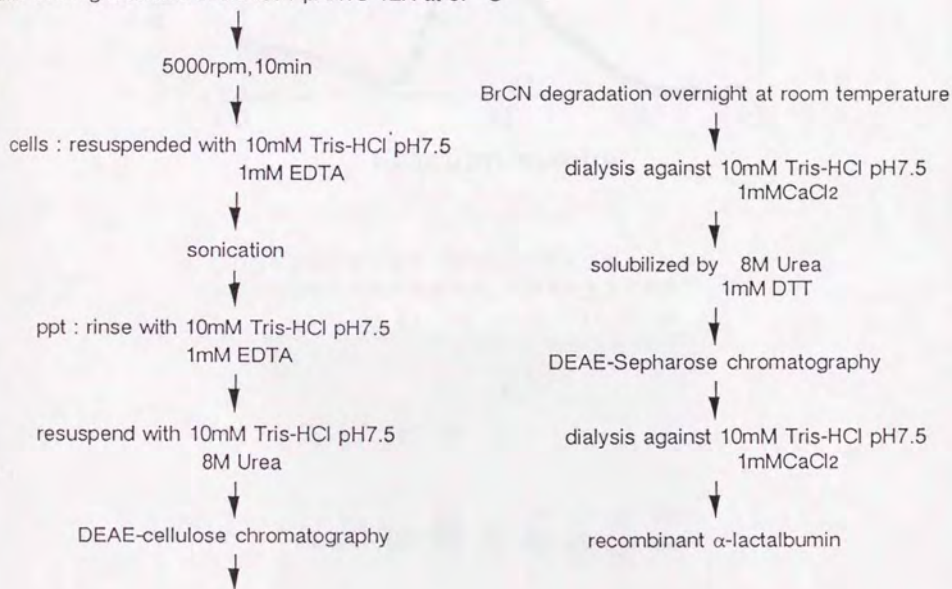 5000rpm,10min
cells : resuspended with 10mM Tris-HCl pH7.5
1mM EDTA
sonication
ppt : rinse with 10mM Tris-HCl pH7.5
1mM EDTA
resuspend with 10mM Tris-HCl pH7.5
8M Urea
DEAE-cellulose chromatography
BrCN degradation overnight at room temperature
dialysis against 10mM Tris-HCl pH7.5
1mMCaCl2
solubilized by 8M Urea
1mM DTT
DEAE-Sepharose chromatography
dialysis against 10mM Tris-HCl pH7.5
1mMCaCl2
recombinant α-lactalbumin